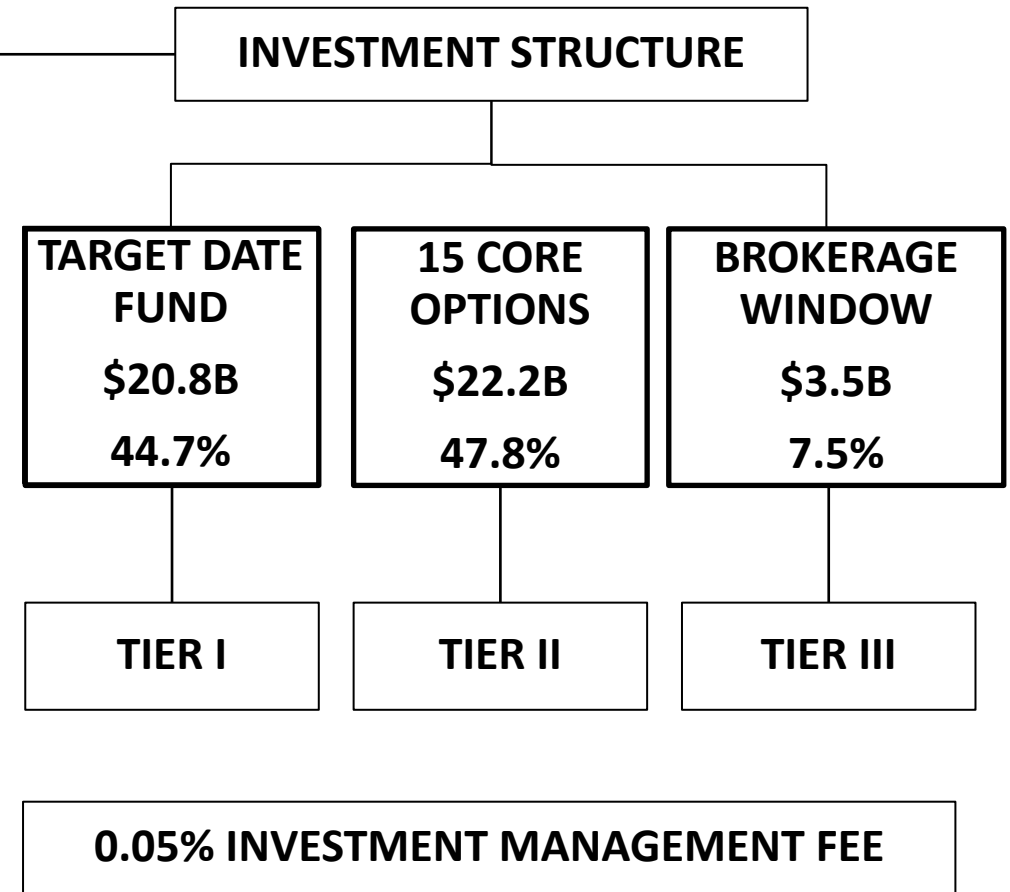 INVESTMENT STRUCTURE
TARGET DATE
FUND
$20.8B
44.7%
15 CORE
OPTIONS
$22.2B
47.8%
BROKERAGE
WINDOW
$3.5B
7.5%
TIER I
TIER II
TIER III
0.05% INVESTMENT MANAGEMENT FEE